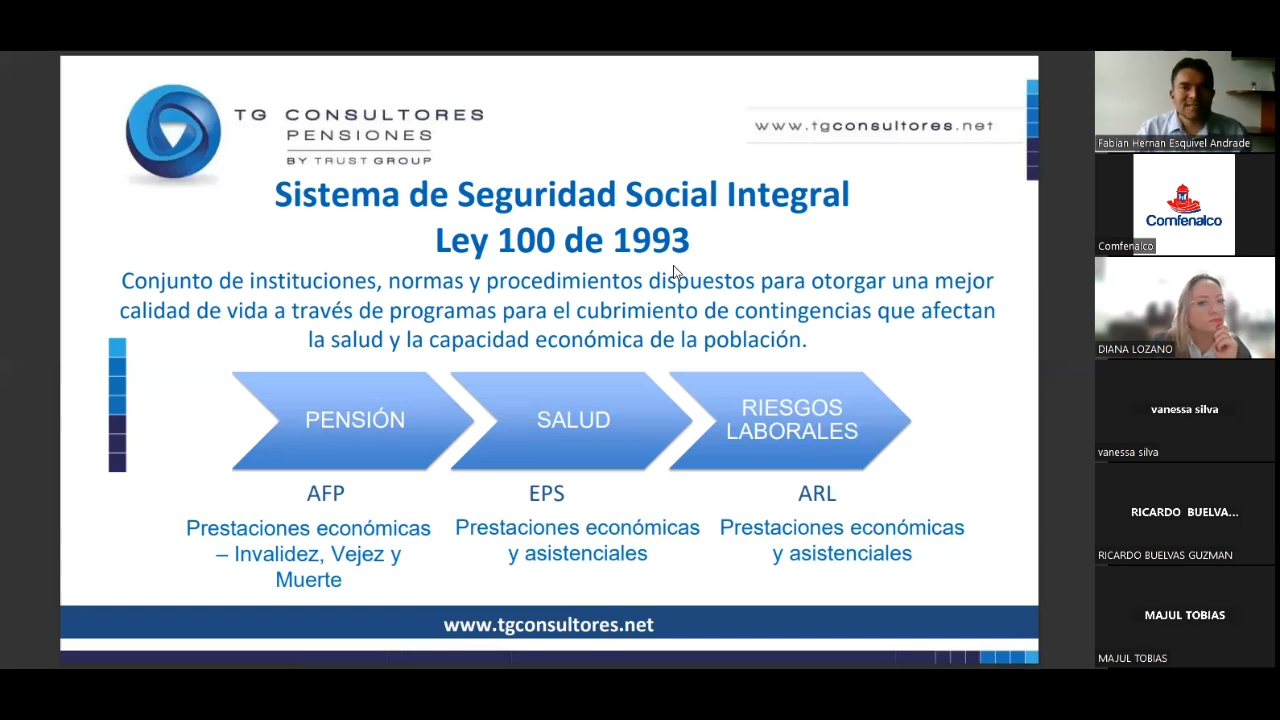 TG CONSULTORES
PENSIONES
BY TRUST GROUP
www.tgconsultores.net
Sistema de Seguridad Social Integral
Ley 100 de 1993
Conjunto de instituciones, normas y procedimientos dispuestos para otorgar una mejor
calidad de vida a través de programas para el cubrimiento de contingencias que afectan
la salud y la capacidad económica de la población.
PENSIÓN
SALUD
RIESGOS
LABORALES
AFP
EPS
ARL
Prestaciones económicas
– Invalidez, Vejez y
Muerte
Prestaciones económicas
y asistenciales
Prestaciones económicas
y asistenciales
www.tgconsultores.net
Fabian Hernan Esquivel Andrade
Comfenalco
Comfenalco
DIANA LOZANO
vanessa silva
vanessa silva
RICARDO BUELVA...
RICARDO BUELVAS GUZMAN
MAJUL TOBIAS
MAJUL TOBIAS